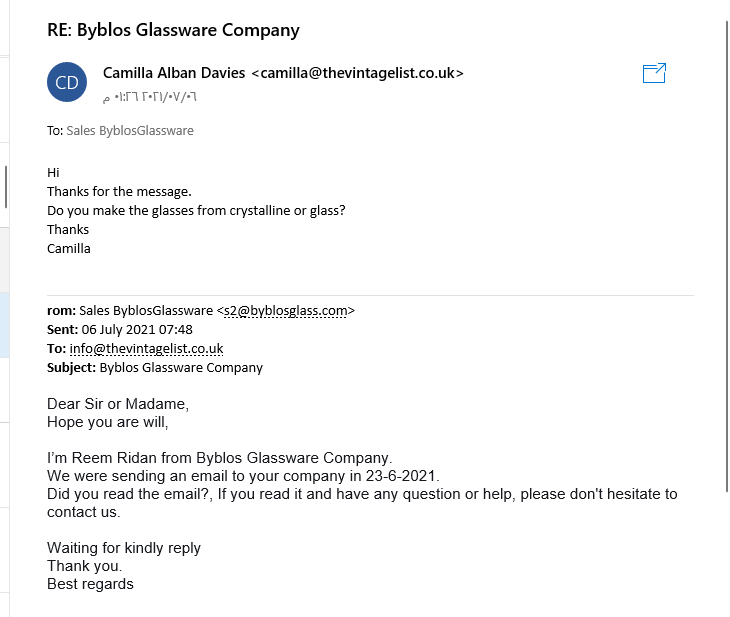 RE: Byblos Glassware Company
CD
Camilla Alban Davies <camilla@thevintagelist.co.uk>
٠٦/٠٧/٢٠٢١ ٠١:٢٦ م
To: Sales ByblosGlassware
Hi
Thanks for the message.
Do you make the glasses from crystalline or glass?
Thanks
Camilla
rom: Sales ByblosGlassware <s2@byblosglass.com>
Sent: 06 July 2021 07:48
To: info@thevintagelist.co.uk
Subject: Byblos Glassware Company
Dear Sir or Madame,
Hope you are will,
I'm Reem Ridan from Byblos Glassware Company.
We were sending an email to your company in 23-6-2021.
Did you read the email?, If you read it and have any question or help, please don't hesitate to
contact us.
Waiting for kindly reply
Thank you.
Best regards